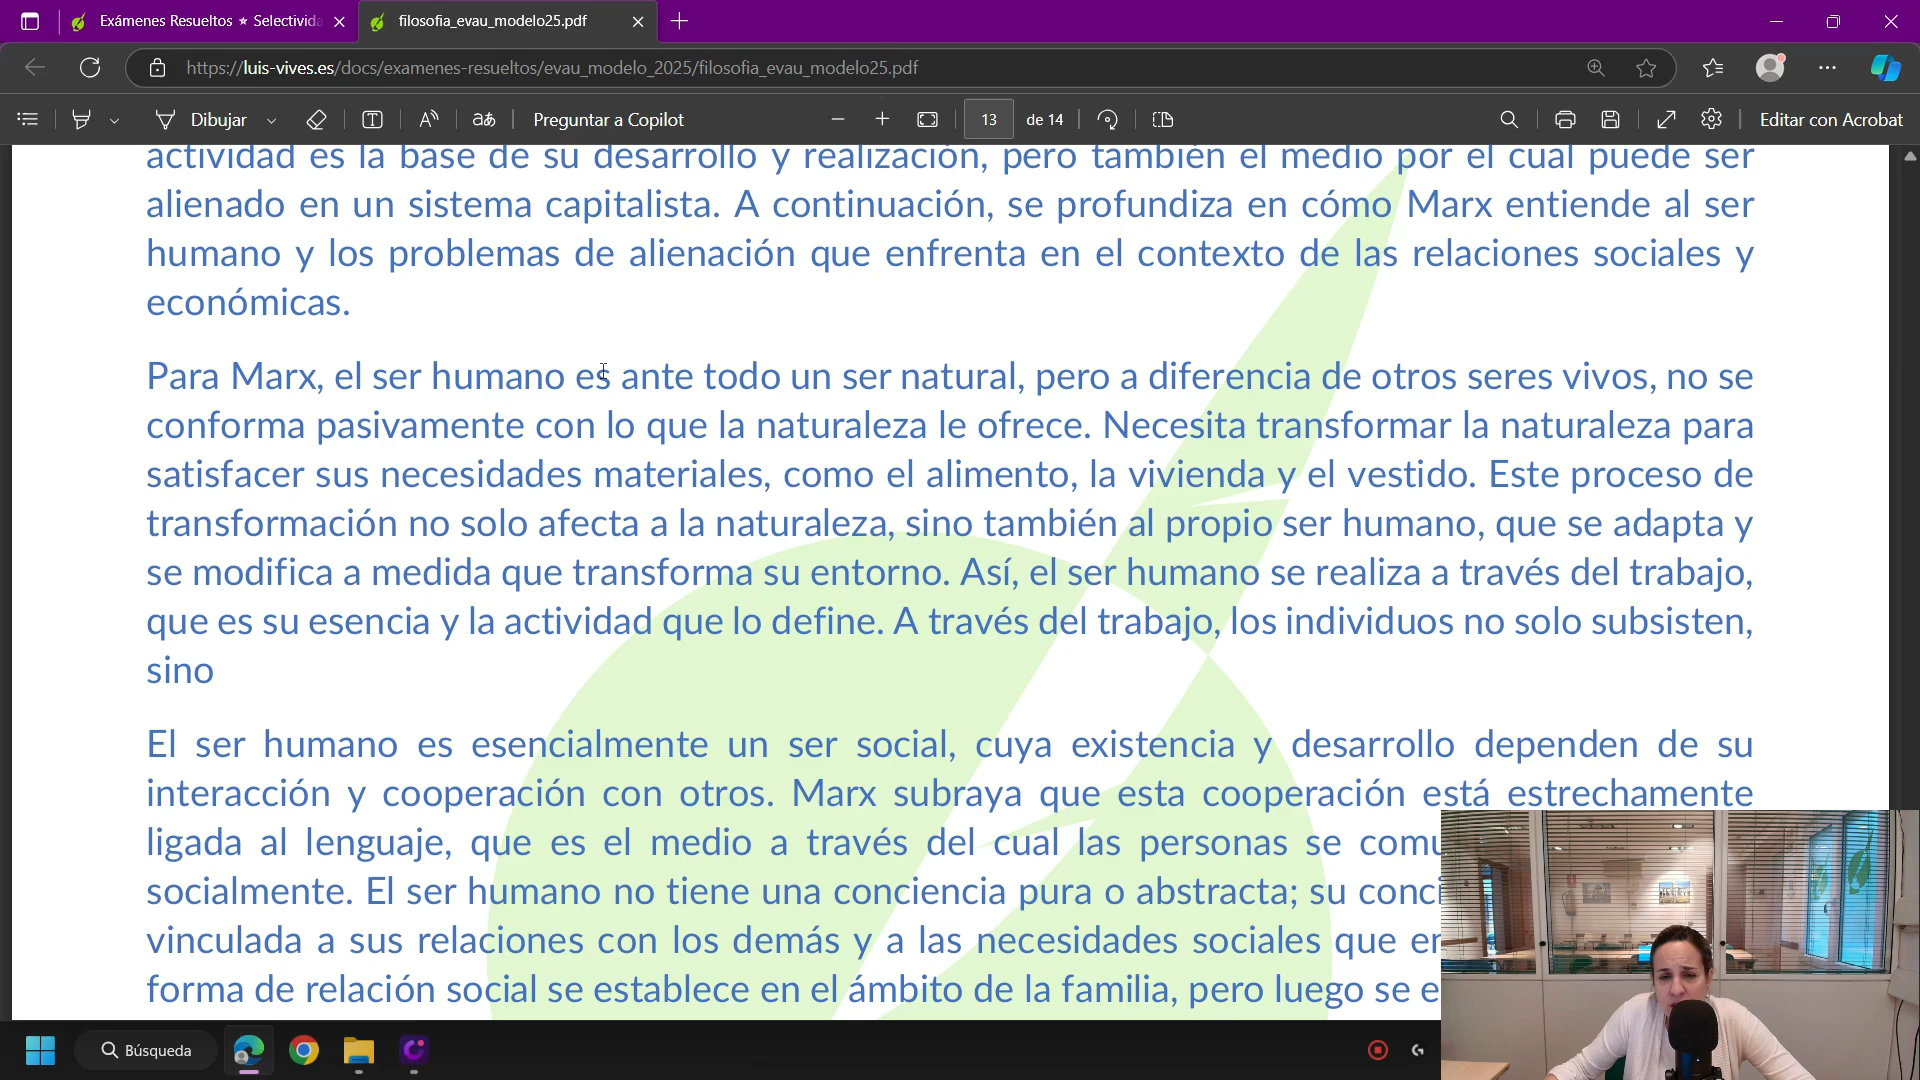 Exámenes Resueltos ⭑ Selectivida
filosofia_evau_modelo25.pdf
https://luis-vives.es/docs/examenes-resueltos/evau_modelo_2025/filosofia_evau_modelo25.pdf
Dibujar
Preguntar a Copilot
13 de 14
Editar con Acrobat
actividad es la base de su desarrollo y realización, pero también el medio por el cual puede ser
alienado en un sistema capitalista. A continuación, se profundiza en cómo Marx entiende al ser
humano y los problemas de alienación que enfrenta en el contexto de las relaciones sociales y
económicas.
Para Marx, el ser humano es ante todo un ser natural, pero a diferencia de otros seres vivos, no se
conforma pasivamente con lo que la naturaleza le ofrece. Necesita transformar la naturaleza para
satisfacer sus necesidades materiales, como el alimento, la vivienda y el vestido. Este proceso de
transformación no solo afecta a la naturaleza, sino también al propio ser humano, que se adapta y
se modifica a medida que transforma su entorno. Así, el ser humano se realiza a través del trabajo,
que es su esencia y la actividad que lo define. A través del trabajo, los individuos no solo subsisten,
sino
El ser humano es esencialmente un ser social, cuya existencia y desarrollo dependen de su
interacción y cooperación con otros. Marx subraya que esta cooperación está estrechamente
ligada al lenguaje, que es el medio a través del cual las personas se comu
socialmente. El ser humano no tiene una conciencia pura o abstracta; su conci
vinculada a sus relaciones con los demás y a las necesidades sociales que en
forma de relación social se establece en el ámbito de la familia, pero luego se e
Búsqueda